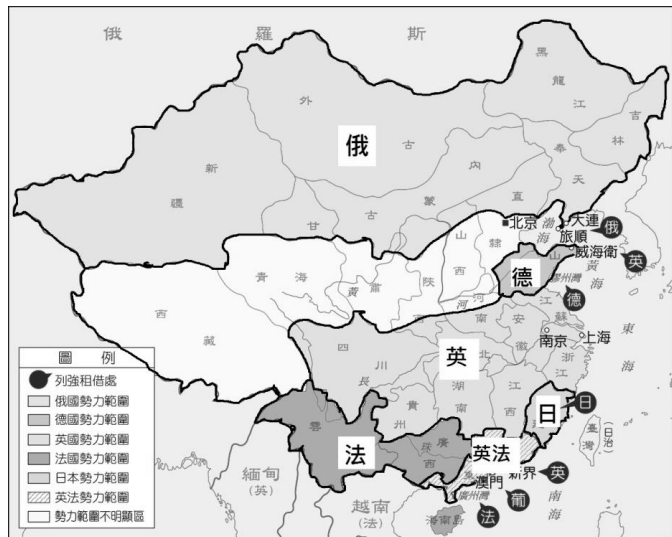 俄 羅 斯
黑
龍
江
吉
林
外
蒙
古
俄
內
奉
天
新
疆
古
直
隸
甘
肅
北京
渤海
大連
旅順
俄
山
西
山
威海衛
英
黃海
德
膠州灣
德
青 海
陝
黃
河
河
南
江
蘇
安
徽
西
藏
南京
上海
東海
四
川
長
英
湖
北
浙
江
湖
南
江
西
貴
州
日
日
雲
法
廣
西
珠
英法
東
新界
英
澳門
葡
廣州灣
法
南海
海南島
臺灣
(日治)
緬甸
(英)
越南
(法)
圖 例
列強租借處
俄國勢力範圍
德國勢力範圍
英國勢力範圍
法國勢力範圍
日本勢力範圍
英法勢力範圍
勢力範圍不明顯區